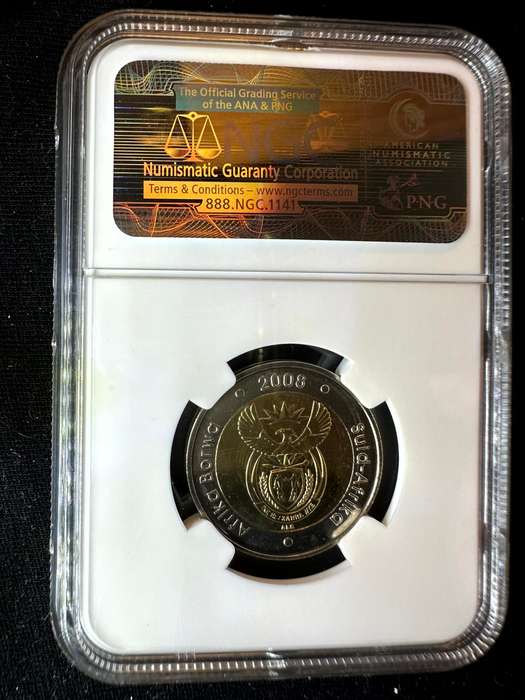 The Official Grading Service
of the ANA & PNG
NGC
Numismatic Guaranty Corporation
Terms & Conditions – www.ngcterms.com
888.NGC.1141
AMERICAN
NUMISMATIC
ASSOCIATION
PNG
2008
Afrika Borwa
Suid-Afrika
ALS